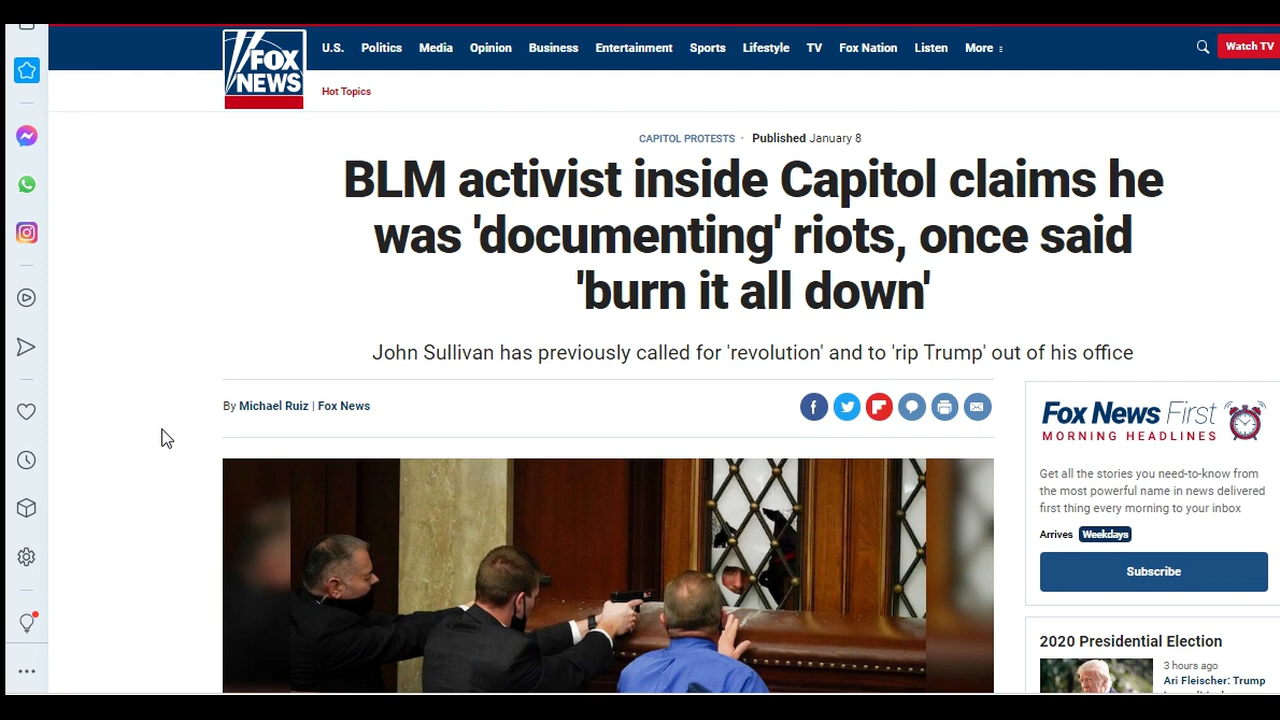 FOX
NEWS
U.S. Politics Media Opinion Business Entertainment Sports Lifestyle TV Fox Nation Listen More
Watch TV
Hot Topics
CAPITOL PROTESTS · Published January 8
BLM activist inside Capitol claims he
was 'documenting' riots, once said
'burn it all down'
John Sullivan has previously called for 'revolution' and to 'rip Trump' out of his office
By Michael Ruiz | Fox News
Fox News First
MORNING HEADLINES
Get all the stories you need-to-know from
the most powerful name in news delivered
first thing every morning to your inbox
Arrives Weekdays
Subscribe
2020 Presidential Election
3 hours ago
Ari Fleischer: Trump